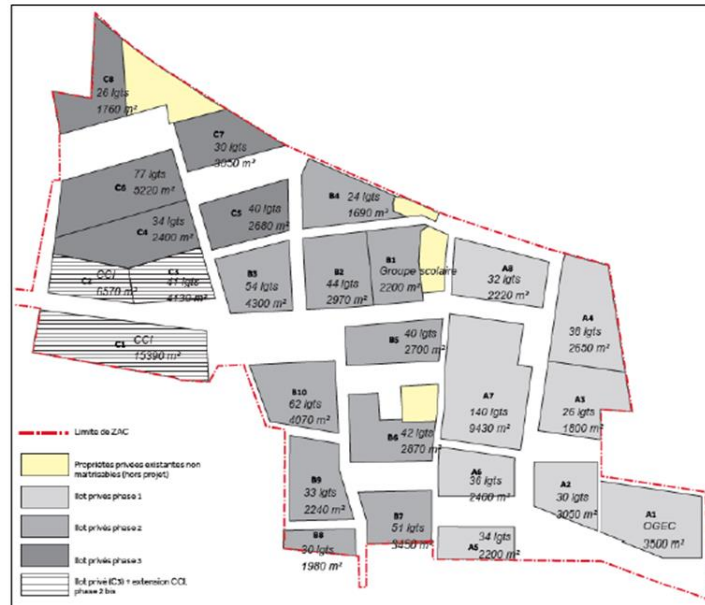 C8
26 lgts
1760 m²
C7
30 lgts
3050 m²
77 lgts
C6
5220 m²
C5
40 lgts
2680 m²
B4
24 lgts
1690 m²
34 lgts
C4
2400 m²
C2
CCI
6570 m²
C3
41 lgts
4130 m²
B3
54 lgts
4300 m²
B2
44 lgts
2970 m²
B1
Groupe scolaire
2200 m²
A8
32 lgts
2220 m²
A4
36 lgts
2650 m²
C1
CCI
15390 m²
B5
40 lgts
2700 m²
A7
140 lgts
9430 m²
A3
26 lgts
1800 m²
B10
62 lgts
4070 m²
B6
42 lgts
2870 m²
A6
36 lgts
2400 m²
B9
33 lgts
2240 m²
A2
30 lgts
3050 m²
B7
51 lgts
3450 m²
A1
OGEC
3500 m²
B8
30 lgts
1980 m²
A5
34 lgts
2200 m²
Limite de ZAC
Propriétés privées existantes non
maîtrisables (hors projet)
Ilot privés phase 1
Ilot privés phase 2
Ilot privés phase 3
Ilot privé (C3) + extension CCI,
phase 2 bis